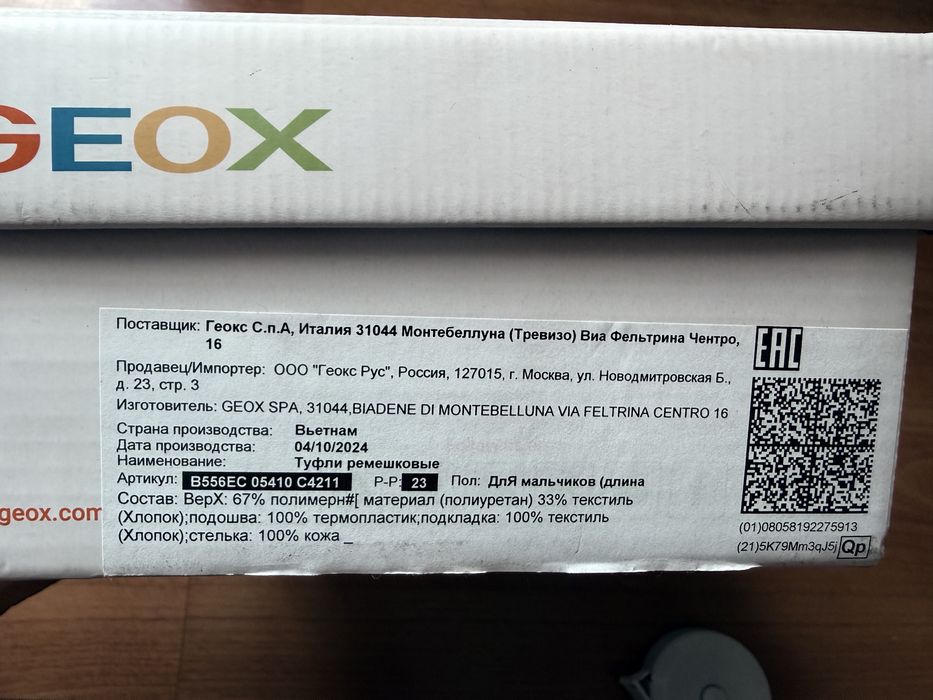 GEOX
Поставщик: Геокс С.п.А, Италия 31044 Монтебеллуна (Тревизо) Виа Фельтрина Чентро,
16
Продавец/Импортер: ООО "Геокс Рус", Россия, 127015, г. Москва, ул. Новодмитровская Б.,
д. 23, стр. 3
Изготовитель: GEOX SPA, 31044,BIADENE DI MONTEBELLUNA VIA FELTRINA CENTRO 16
Страна производства: Вьетнам
Дата производства: 04/10/2024
Наименование: Туфли ремешковые
Артикул: B556EC 05410 C4211 Р-Р: 23 Пол: ДлЯ мальчиков (длина
Состав: ВерХ: 67% полимерн#[ материал (полиуретан) 33% текстиль
(Хлопок);подошва: 100% термопластик;подкладка: 100% текстиль
(Хлопок);стелька: 100% кожа _
EAC
(01)08058192275913
(21)5K79Mm3qJ5j Qp
geox.com